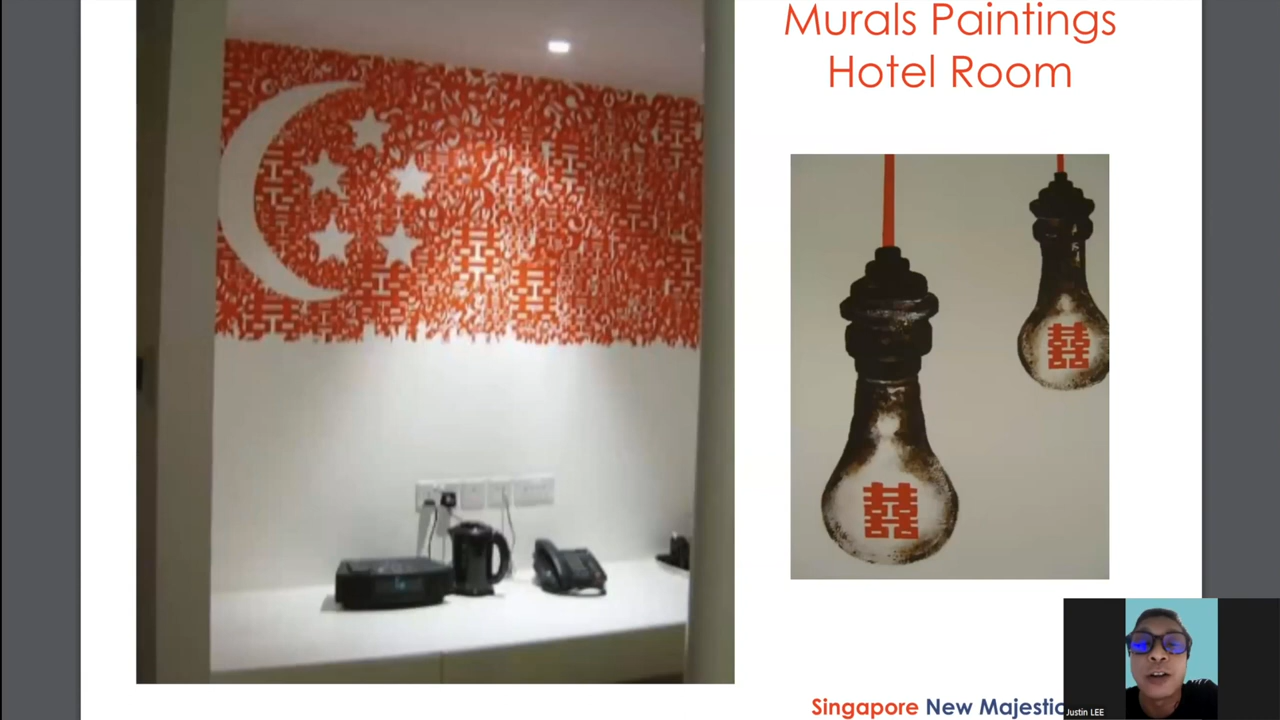 Murals Paintings
Hotel Room
囍
囍
Singapore New Majestic
Justin LEE